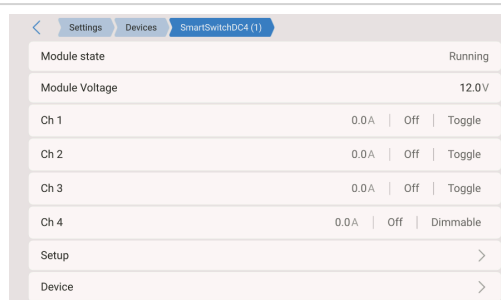 Settings Devices SmartSwitchDC4 (1)
Module state Running
Module Voltage 12.0V
Ch 1 0.0A | Off | Toggle
Ch 2 0.0A | Off | Toggle
Ch 3 0.0A | Off | Toggle
Ch 4 0.0A | Off | Dimmable
Setup
Device